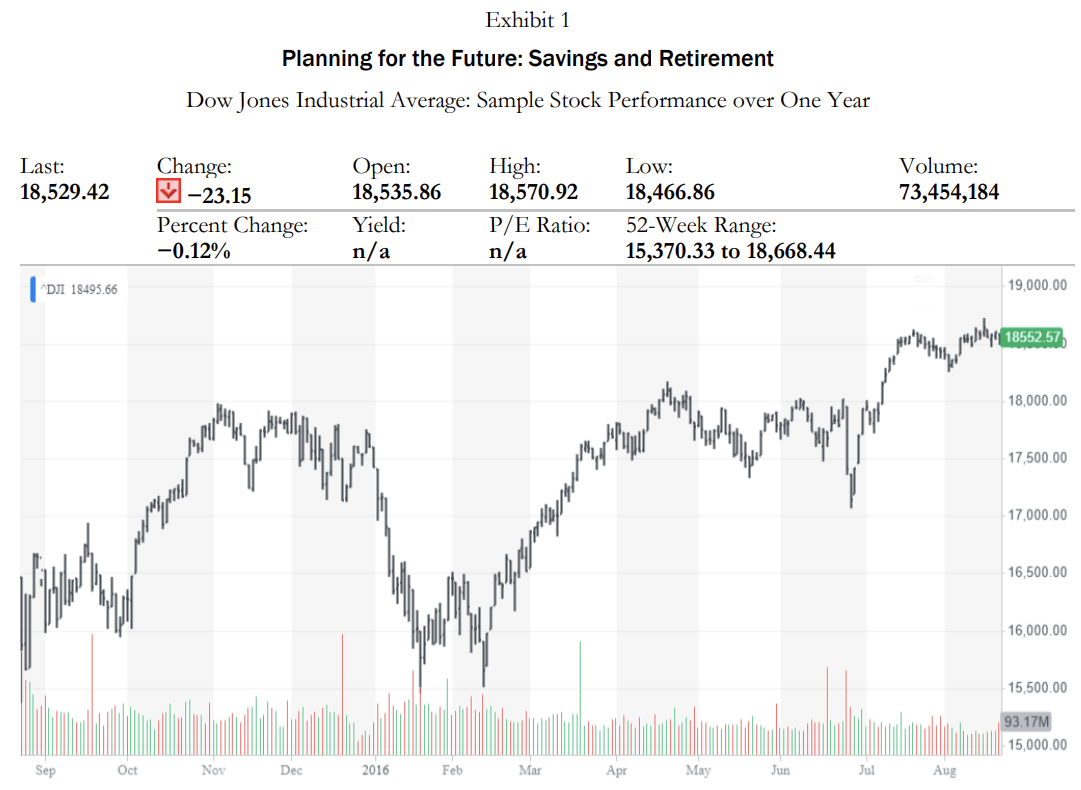 Exhibit 1
Planning for the Future: Savings and Retirement
Dow Jones Industrial Average: Sample Stock Performance over One Year
Last: Change: Open: High: Low: Volume:
18,529.42 −23.15 18,535.86 18,570.92 18,466.86 73,454,184
Percent Change: Yield: P/E Ratio: 52-Week Range:
−0.12% n/a n/a 15,370.33 to 18,668.44
^DJI 18495.66
19,000.00
18552.57
18,000.00
17,500.00
17,000.00
16,500.00
16,000.00
15,500.00
93.17M
15,000.00
Sep Oct Nov Dec 2016 Feb Mar Apr May Jun Jul Aug